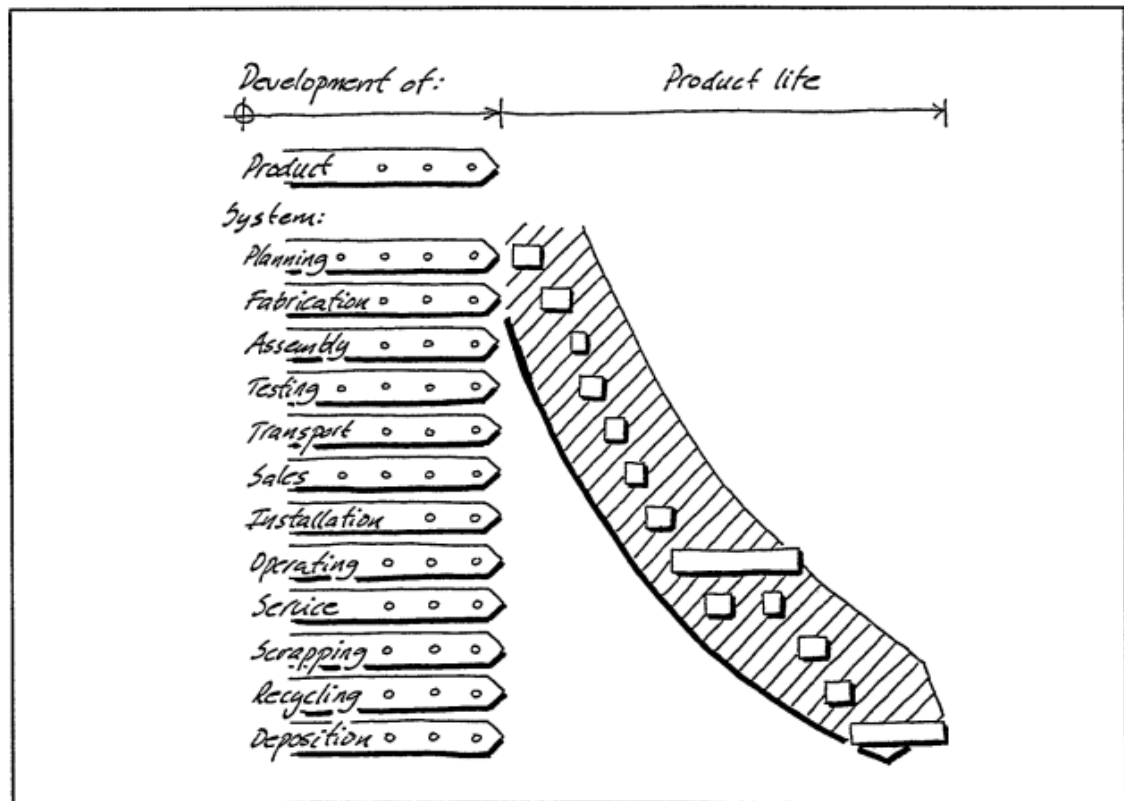 Development of:
Product life
Product
System:
Planning
Fabrication
Assembly
Testing
Transport
Sales
Installation
Operating
Service
Scrapping
Recycling
Deposition